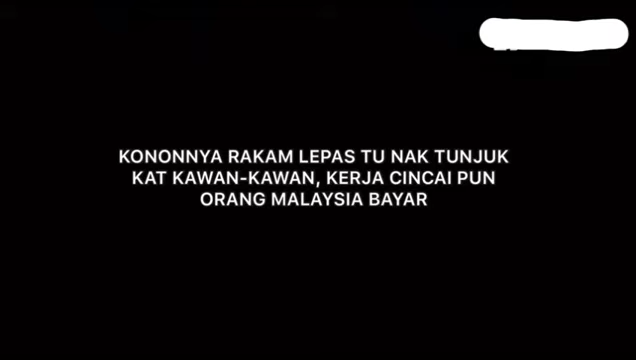 KONONNYA RAKAM LEPAS TU NAK TUNJUK
KAT KAWAN-KAWAN, KERJA CINCAI PUN
ORANG MALAYSIA BAYAR